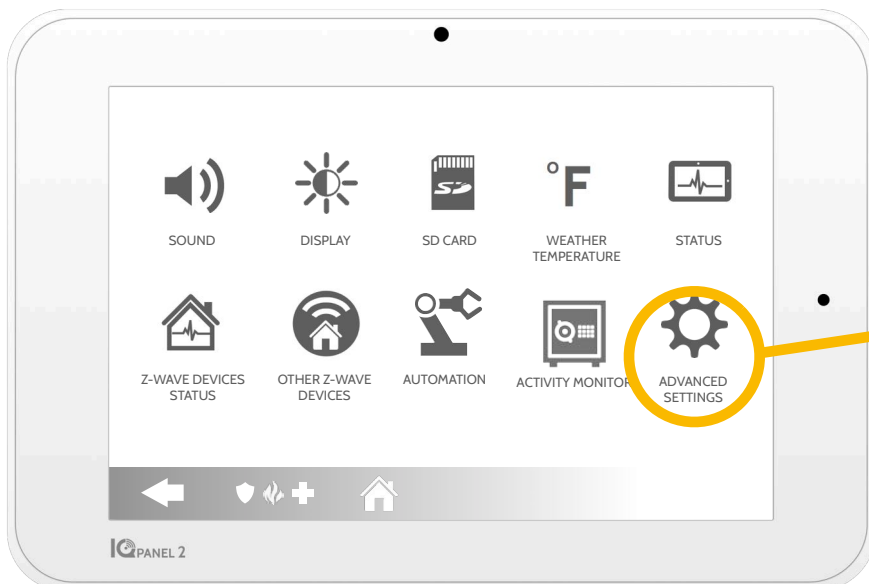 SOUND
DISPLAY
SD CARD
WEATHER
TEMPERATURE
STATUS
Z-WAVE DEVICES
STATUS
OTHER Z-WAVE
DEVICES
AUTOMATION
ACTIVITY MONITOR
ADVANCED
SETTINGS
SD
°F
IQ PANEL 2